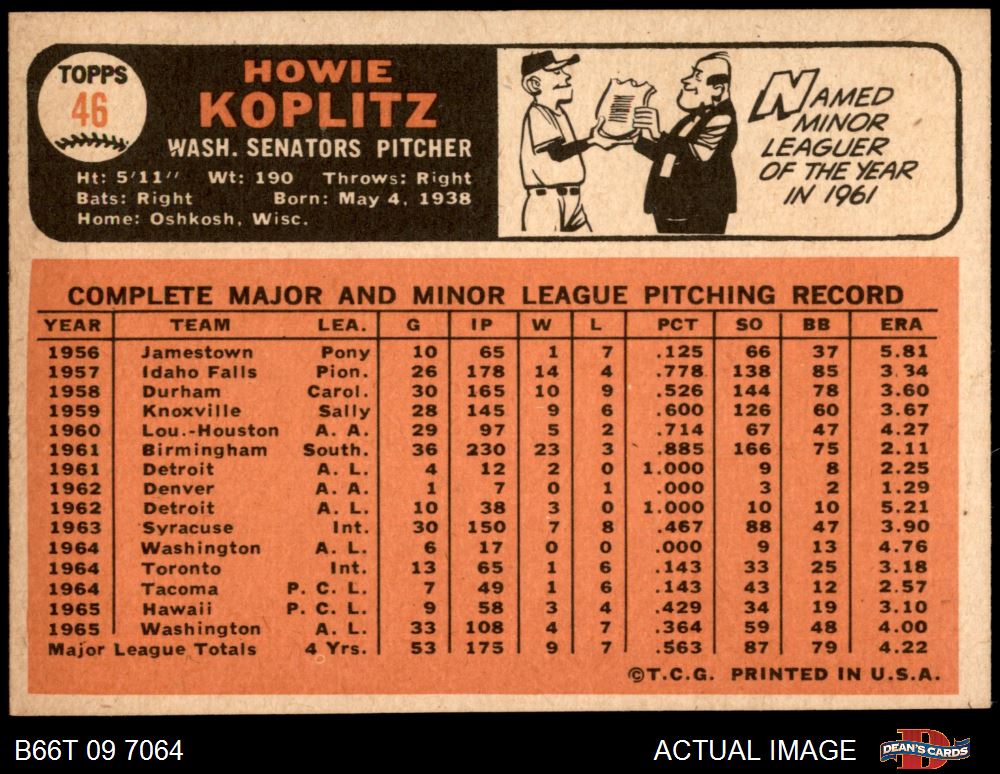 TOPPS
46
HOWIE
KOPLITZ
WASH. SENATORS PITCHER
Ht: 5'11" Wt: 190 Throws: Right
Bats: Right Born: May 4, 1938
Home: Oshkosh, Wisc.
NAMED
MINOR
LEAGUER
OF THE YEAR
IN 1961
COMPLETE MAJOR AND MINOR LEAGUE PITCHING RECORD
YEAR TEAM LEA. G IP W L PCT SO BB ERA
1956 Jamestown Pony 10 65 1 7 .125 66 37 5.81
1957 Idaho Falls Pion. 26 178 14 4 .778 138 85 3.34
1958 Durham Carol. 30 165 10 9 .526 144 78 3.60
1959 Knoxville Sally 28 145 9 6 .600 126 60 3.67
1960 Lou.-Houston A. A. 29 97 5 2 .714 67 47 4.27
1961 Birmingham South. 36 230 23 3 .885 166 75 2.11
1961 Detroit A. L. 4 12 2 0 1.000 9 8 2.25
1962 Denver A. A. 1 7 0 1 .000 3 2 1.29
1962 Detroit A. L. 10 38 3 0 1.000 10 10 5.21
1963 Syracuse Int. 30 150 7 8 .467 88 47 3.90
1964 Washington A. L. 6 17 0 0 .000 9 13 4.76
1964 Toronto Int. 13 65 1 6 .143 33 25 3.18
1964 Tacoma P. C. L. 7 49 1 6 .143 43 12 2.57
1965 Hawaii P. C. L. 9 58 3 4 .429 34 19 3.10
1965 Washington A. L. 33 108 4 7 .364 59 48 4.00
Major League Totals 4 Yrs. 53 175 9 7 .563 87 79 4.22
©T.C.G. PRINTED IN U.S.A.
B66T 09 7064 ACTUAL IMAGE DEAN'S CARDS